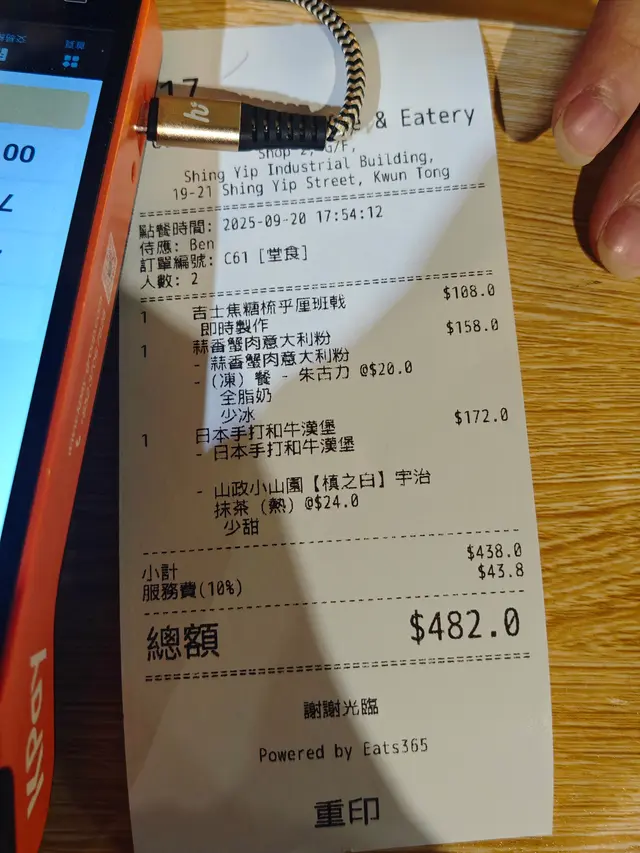 17
& Eatery
Shop 2, G/F,
Shing Yip Industrial Building,
19-21 Shing Yip Street, Kwun Tong
點餐時間: 2025-09-20 17:54:12
侍應: Ben
訂單編號: C61 [堂食]
人數: 2
1 吉士焦糖梳乎厘班戟 $108.0
即時製作
1 蒜香蟹肉意大利粉 $158.0
- 蒜香蟹肉意大利粉
- (凍) 餐 - 朱古力 @$20.0
全脂奶
少冰
1 日本手打和牛漢堡 $172.0
- 日本手打和牛漢堡
- 山政小山園【槙之白】宇治
抹茶 (熱) @$24.0
少甜
小計 $438.0
服務費(10%) $43.8
總額 $482.0
謝謝光臨
Powered by Eats365
重印
首頁
00
KPay